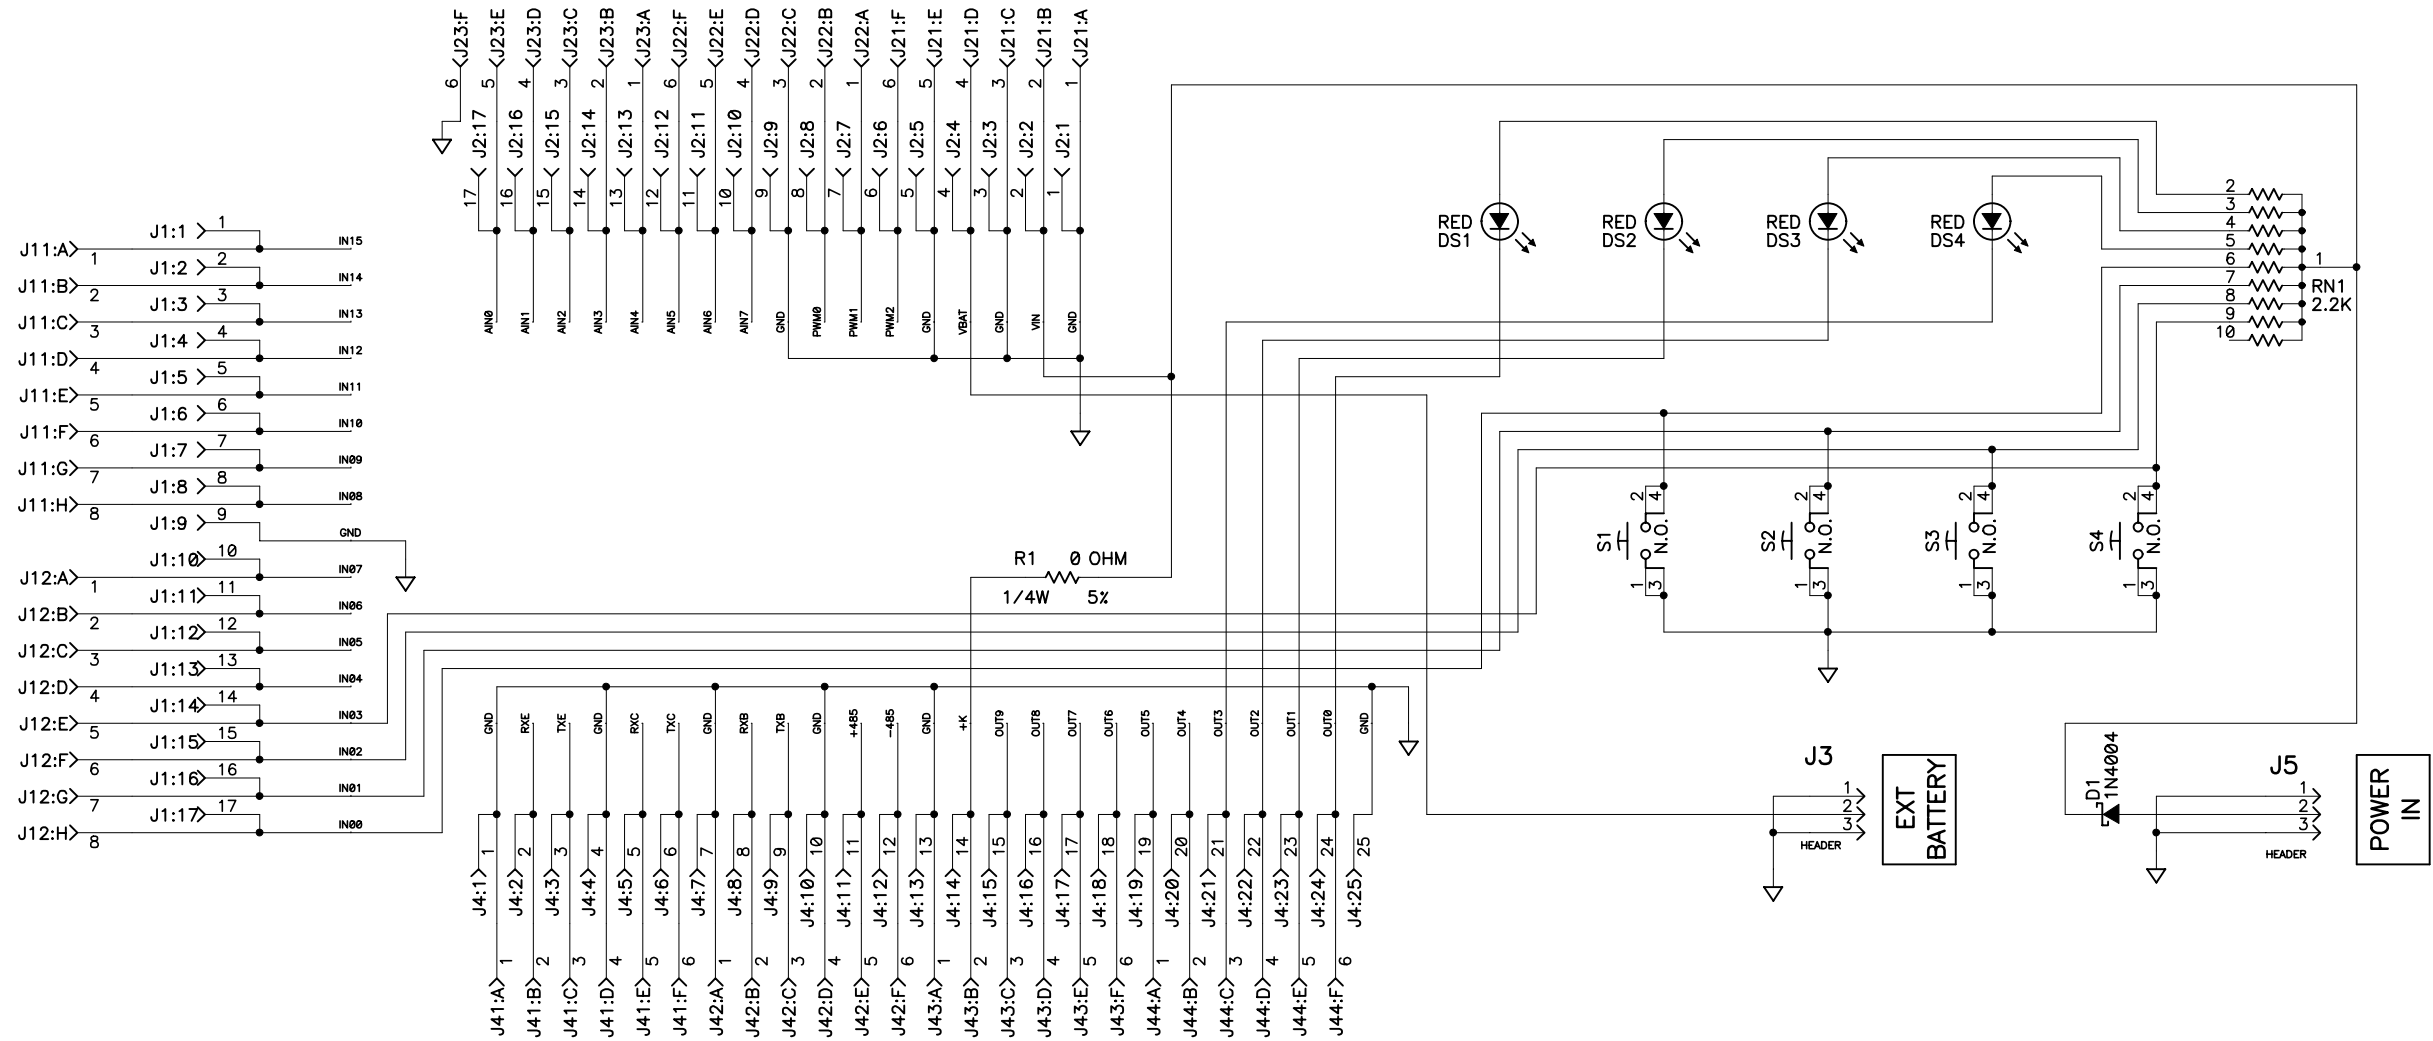 J23:F J23:E J23:D J23:C J23:B J23:A J22:F J22:E J22:D J22:C J22:B J22:A J21:F J21:E J21:D J21:C J21:B J21:A
6 5 4 3 2 1 6 5 4 3 2 1 6 5 4 3 2 1
J2:17 J2:16 J2:15 J2:14 J2:13 J2:12 J2:11 J2:10 J2:9 J2:8 J2:7 J2:6 J2:5 J2:4 J2:3 J2:2 J2:1
17 16 15 14 13 12 11 10 9 8 7 6 5 4 3 2 1
AIN0 AIN1 AIN2 AIN3 AIN4 AIN5 AIN6 AIN7 GND PWM0 PWM1 PWM2 GND VBAT GND VIN GND
J1:1 1
J11:A 1 IN15
J1:2 2
J11:B 2 IN14
J1:3 3
J11:C 3 IN13
J1:4 4
J11:D 4 IN12
J1:5 5
J11:E 5 IN11
J1:6 6
J11:F 6 IN10
J1:7 7
J11:G 7 IN09
J1:8 8
J11:H 8 IN08
J1:9 9
GND
J1:10 10
J12:A 1 IN07
J1:11 11
J12:B 2 IN06
J1:12 12
J12:C 3 IN05
J1:13 13
J12:D 4 IN04
J1:14 14
J12:E 5 IN03
J1:15 15
J12:F 6 IN02
J1:16 16
J12:G 7 IN01
J1:17 17
J12:H 8 IN00
RED DS1
RED DS2
RED DS3
RED DS4
2
3
4
5
6
7
8
9
10
1
RN1
2.2K
R1 0 OHM
1/4W 5%
S1 2 4 N.O. 1 3
S2 2 4 N.O. 1 3
S3 2 4 N.O. 1 3
S4 2 4 N.O. 1 3
GND RXE TXE GND RXC TXC GND RXB TXB GND +485 -485 GND +K OUT9 OUT8 OUT7 OUT6 OUT5 OUT4 OUT3 OUT2 OUT1 OUT0 GND
1 2 3 4 5 6 7 8 9 10 11 12 13 14 15 16 17 18 19 20 21 22 23 24 25
J4:1 J4:2 J4:3 J4:4 J4:5 J4:6 J4:7 J4:8 J4:9 J4:10 J4:11 J4:12 J4:13 J4:14 J4:15 J4:16 J4:17 J4:18 J4:19 J4:20 J4:21 J4:22 J4:23 J4:24 J4:25
1 2 3 4 5 6 1 2 3 4 5 6 1 2 3 4 5 6 1 2 3 4 5 6
J41:A J41:B J41:C J41:D J41:E J41:F J42:A J42:B J42:C J42:D J42:E J42:F J43:A J43:B J43:C J43:D J43:E J43:F J44:A J44:B J44:C J44:D J44:E J44:F
J3
1
2
3
HEADER
EXT
BATTERY
D1
1N4004
J5
1
2
3
HEADER
POWER
IN